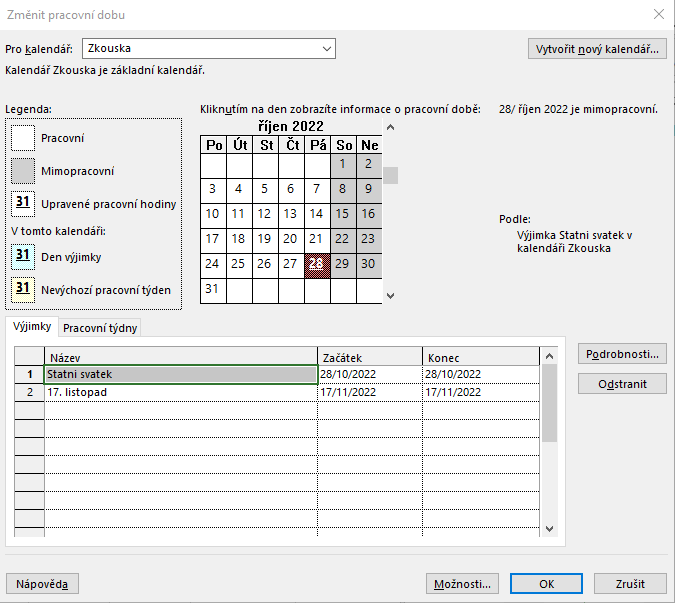 Změnit pracovní dobu
Pro kalendář: Zkouska Vytvořit nový kalendář...
Kalendář Zkouska je základní kalendář.
Legenda:
Pracovní
Mimopracovní
31 Upravené pracovní hodiny
V tomto kalendáři:
31 Den výjimky
31 Nevýchozí pracovní týden
Kliknutím na den zobrazíte informace o pracovní době:
říjen 2022
Po Út St Čt Pá So Ne
1 2
3 4 5 6 7 8 9
10 11 12 13 14 15 16
17 18 19 20 21 22 23
24 25 26 27 28 29 30
31
28/ říjen 2022 je mimopracovní.
Podle:
Výjimka Statni svatek v
kalendáři Zkouska
Výjimky Pracovní týdny
Název Začátek Konec
1 Statni svatek 28/10/2022 28/10/2022
2 17. listopad 17/11/2022 17/11/2022
Podrobnosti...
Odstranit
Nápověda Možnosti... OK Zrušit